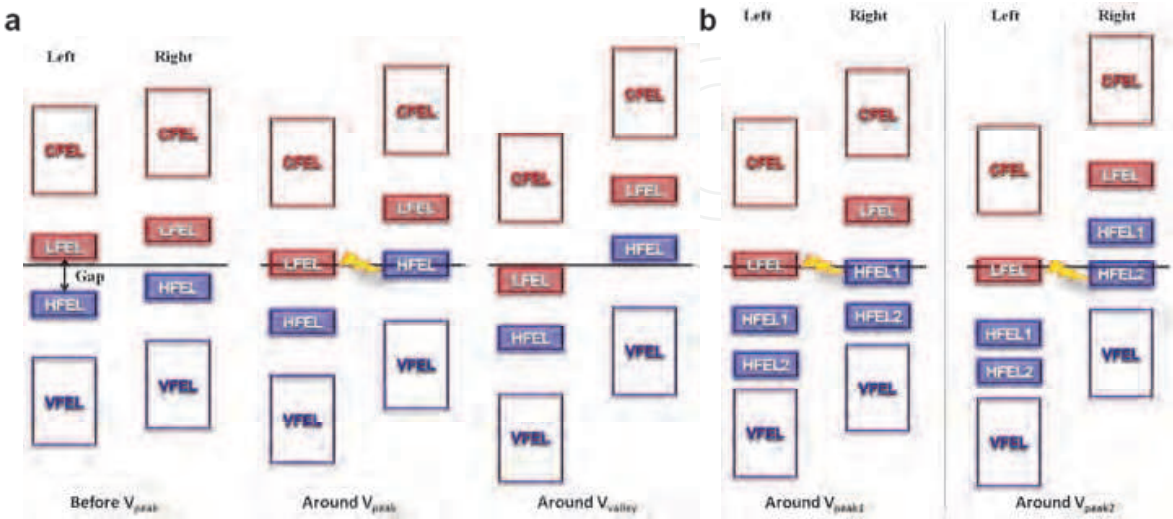 a
Left
Right
CFEL
CFEL
LFEL
LFEL
Gap
HFEL
HFEL
VFEL
VFEL
Before Vpeak
CFEL
CFEL
LFEL
LFEL
HFEL
HFEL
VFEL
VFEL
Around Vpeak
CFEL
CFEL
LFEL
HFEL
LFEL
HFEL
VFEL
VFEL
Around Vvalley
b
Left
Right
CFEL
CFEL
LFEL
LFEL
HFEL1
HFEL1
HFEL2
HFEL2
VFEL
VFEL
Around Vpeak1
Left
Right
CFEL
CFEL
LFEL
HFEL1
LFEL
HFEL2
HFEL1
HFEL2
VFEL
VFEL
Around Vpeak2